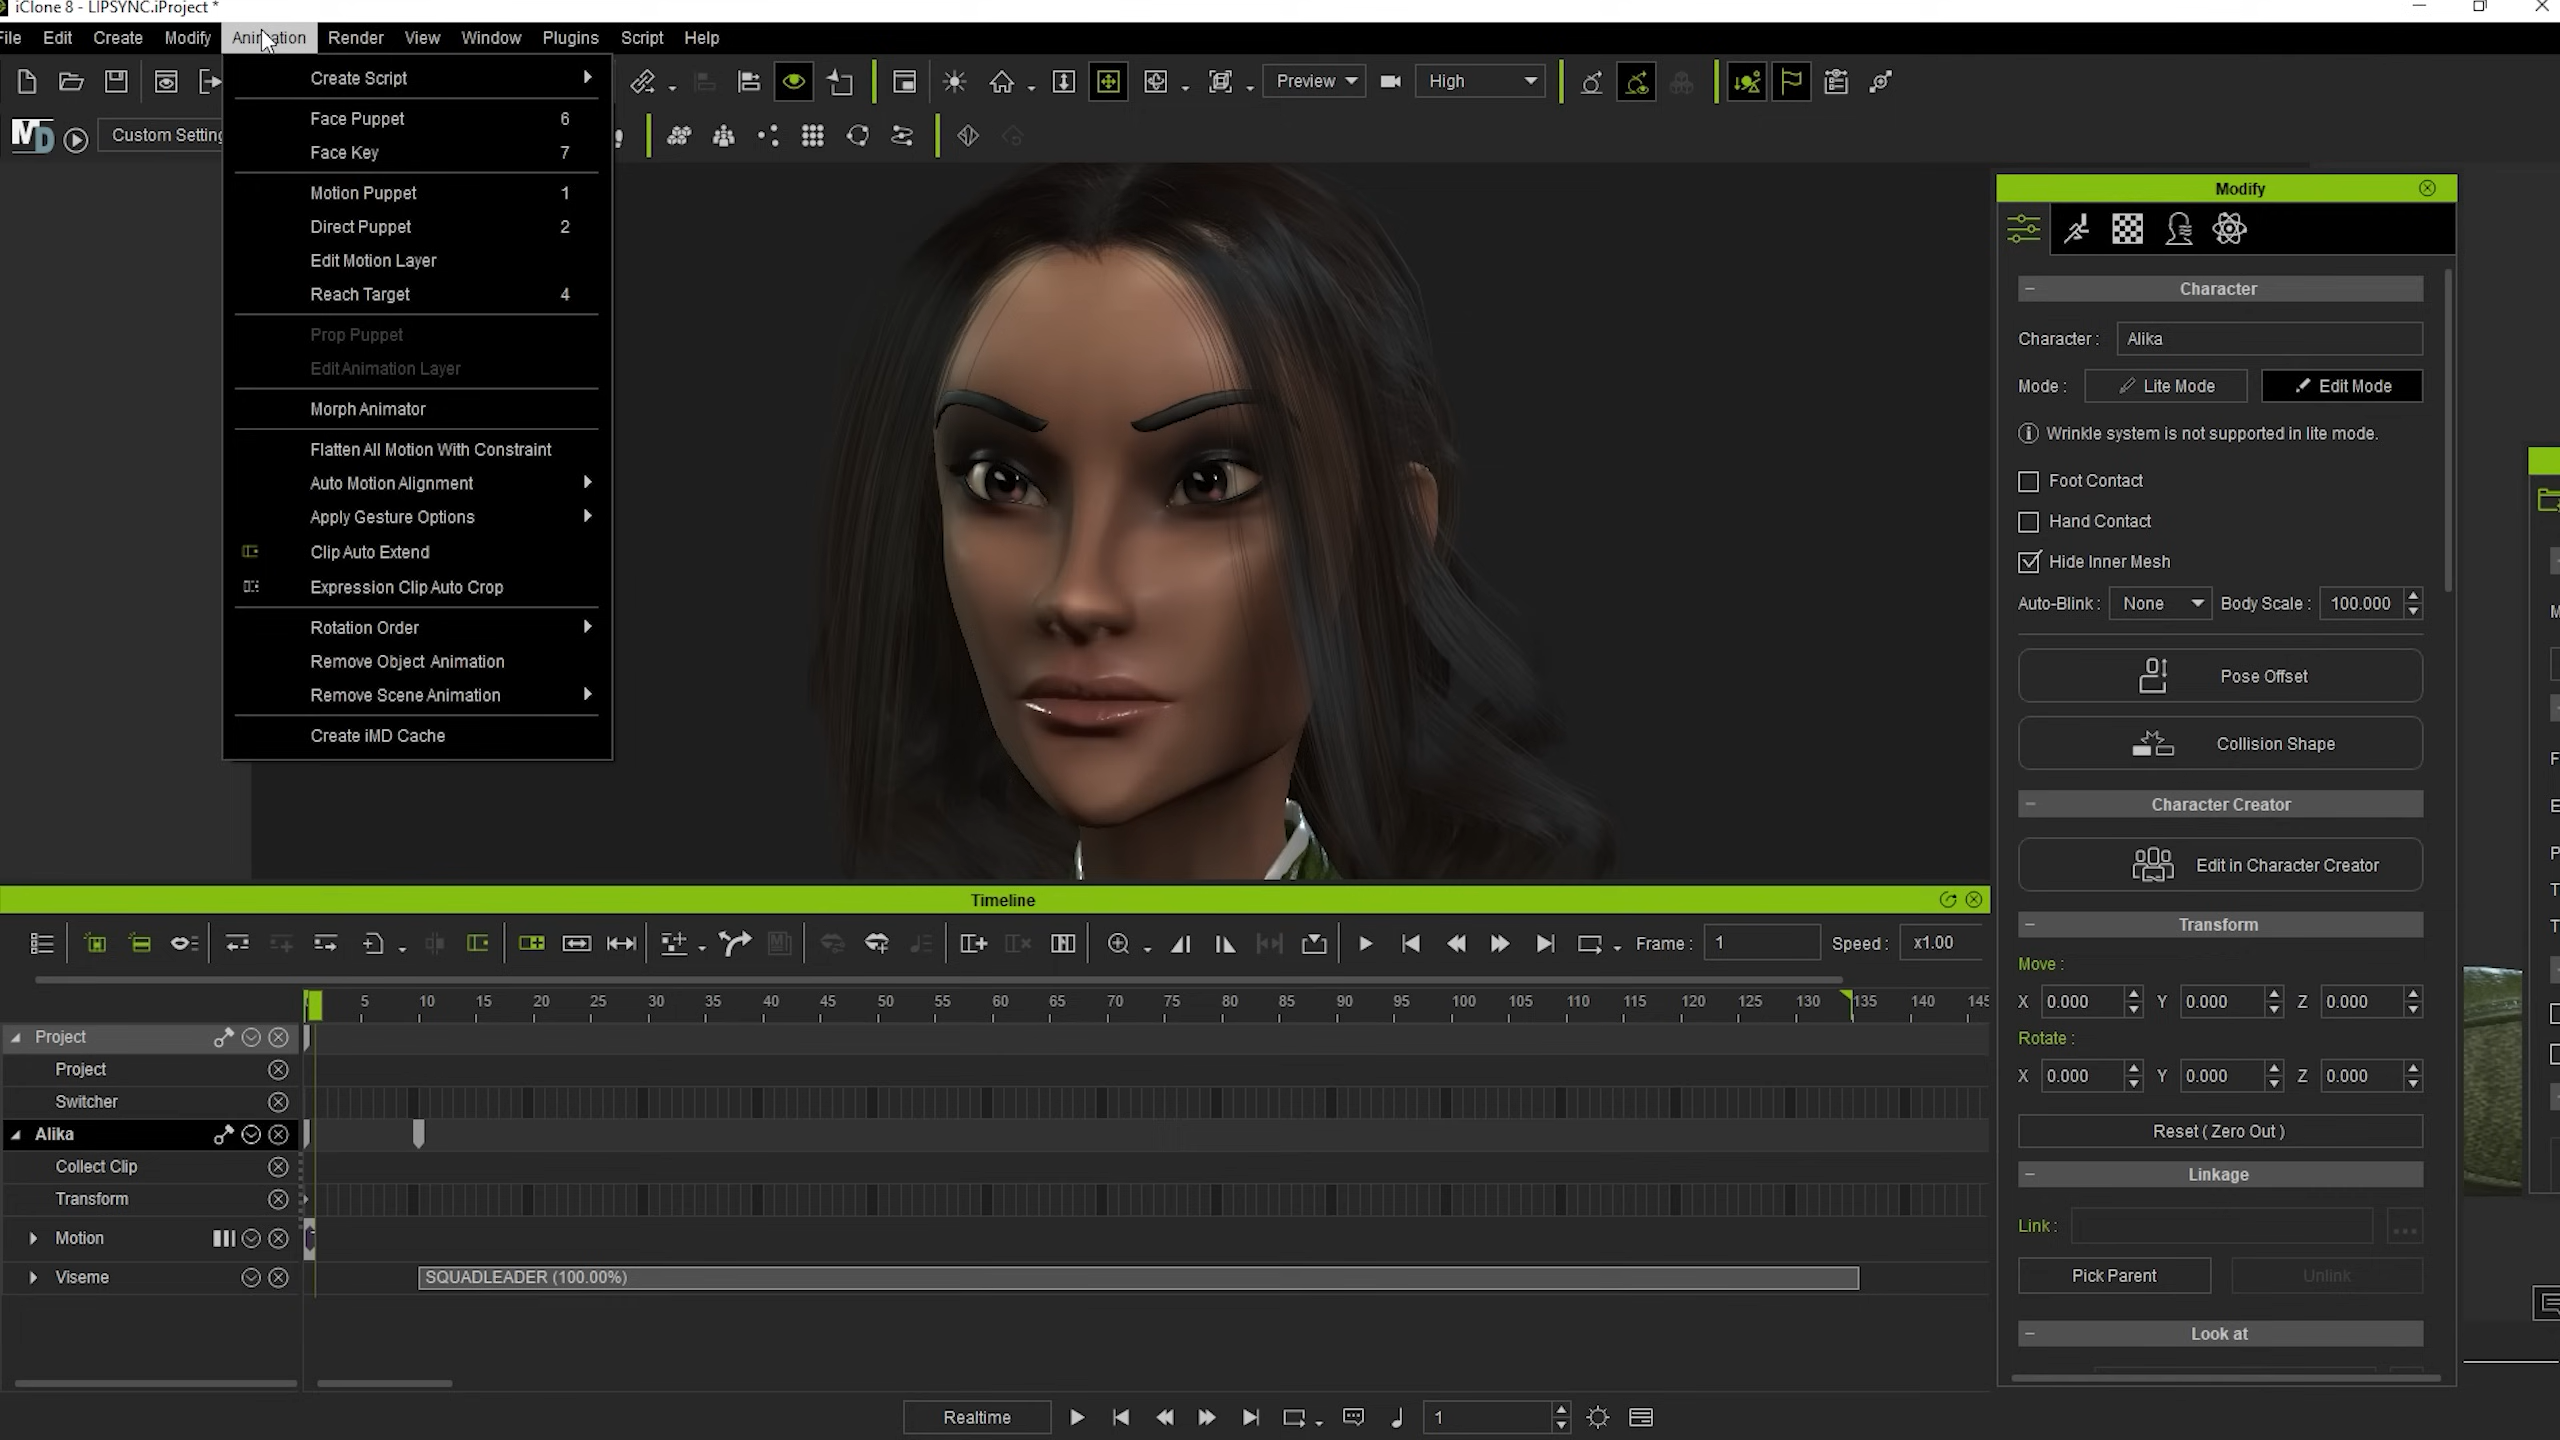 iClone 8 - LIPSYNC.iProject *
File Edit Create Modify Animation Render View Window Plugins Script Help
Preview High
Custom Setting
Create Script
Face Puppet 6
Face Key 7
Motion Puppet 1
Direct Puppet 2
Edit Motion Layer
Reach Target 4
Prop Puppet
Edit Animation Layer
Morph Animator
Flatten All Motion With Constraint
Auto Motion Alignment
Apply Gesture Options
Clip Auto Extend
Expression Clip Auto Crop
Rotation Order
Remove Object Animation
Remove Scene Animation
Create iMD Cache
Modify
Character
Character : Alika
Mode : Lite Mode Edit Mode
Wrinkle system is not supported in lite mode.
Foot Contact
Hand Contact
Hide Inner Mesh
Auto-Blink : None Body Scale : 100.000
Pose Offset
Collision Shape
Character Creator
Edit in Character Creator
Transform
Move :
X 0.000 Y 0.000 Z 0.000
Rotate :
X 0.000 Y 0.000 Z 0.000
Reset ( Zero Out )
Linkage
Link :
Pick Parent Unlink
Look at
Timeline
Frame : 1 Speed : x1.00
5 10 15 20 25 30 35 40 45 50 55 60 65 70 75 80 85 90 95 100 105 110 115 120 125 130 135 140 145
Project
Project
Switcher
Alika
Collect Clip
Transform
Motion
Viseme SQUADLEADER (100.00%)
Realtime 1